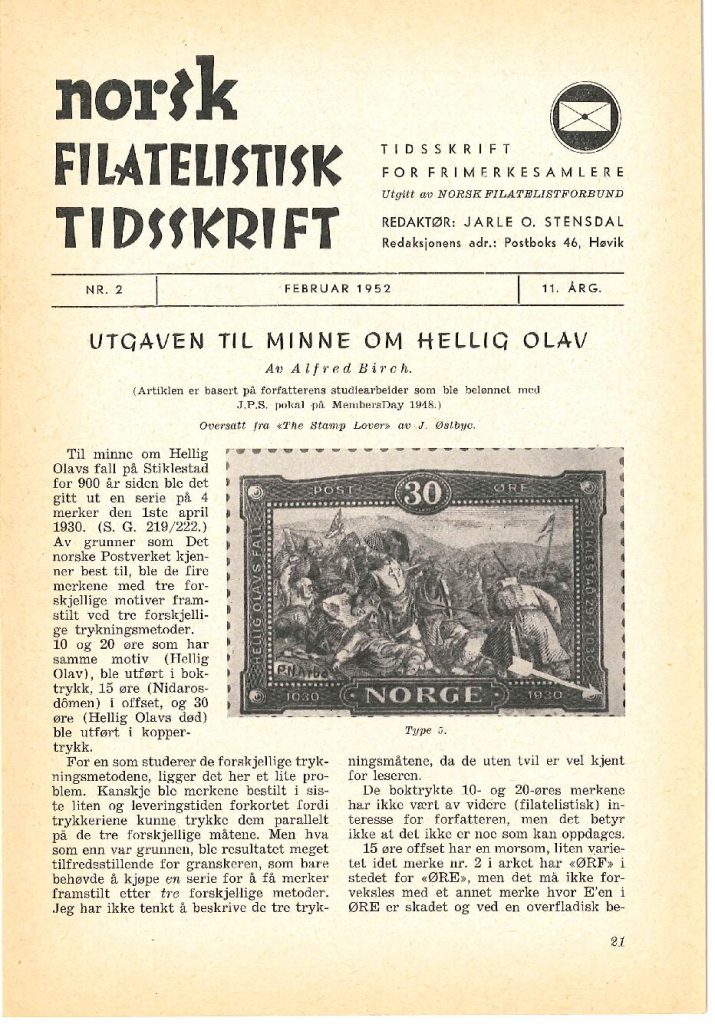 norsk
FILATELISTISK
TIDSSKRIFT
TIDSSKRIFT
FOR FRIMERKESAMLERE
Utgitt av NORSK FILATELISTFORBUND
REDAKTØR: JARLE O. STENSDAL
Redaksjonens adr.: Postboks 46, Høvik
NR. 2
FEBRUAR 1952
11. ÅRG.
UTGAVEN TIL MINNE OM HELLIG OLAV
Av Alfred Birch.
(Artiklen er basert på forfatterens studiearbeider som ble belønnet med
J.P.S. pokal på MembersDay 1948.)
Oversatt fra «The Stamp Lover» av J. Østbye.
Til minne om Hellig
Olavs fall på Stiklestad
for 900 år siden ble det
gitt ut en serie på 4
merker den 1ste april
1930. (S. G. 219/222.)
Av grunner som Det
norske Postverket kjen-
ner best til, ble de fire
merkene med tre for-
skjellige motiver fram-
stilt ved tre forskjelli-
ge trykningsmetoder.
10 og 20 øre som har
samme motiv (Hellig
Olav), ble utført i bok-
trykk, 15 øre (Nidaros-
dômen) i offset, og 30
øre (Hellig Olavs død)
ble utført i kopper-
trykk.
POST
30
ØRE
HELLIG OLAVS FALL
STIKLESTAD 1030
P.N.Arbo
1030
NORGE
1930
Type 5.
For en som studerer de forskjellige tryk-
ningsmetodene, ligger det her et lite pro-
blem. Kanskje ble merkene bestilt i sis-
te liten og leveringstiden forkortet fordi
trykkeriene kunne trykke dem parallelt
på de tre forskjellige måtene. Men hva
som enn var grunnen, ble resultatet meget
tilfredsstillende for granskeren, som bare
behøvde å kjøpe en serie for å få merker
framstilt etter tre forskjellige metoder.
Jeg har ikke tenkt å beskrive de tre tryk-
ningsmåtene, da de uten tvil er vel kjent
for leseren.
De boktrykte 10- og 20-øres merkene
har ikke vært av videre (filatelistisk) in-
teresse for forfatteren, men det betyr
ikke at det ikke er noe som kan oppdages.
15 øre offset har en morsom, liten varie-
tet idet merke nr. 2 i arket har «ØRF» i
stedet for «ØRE», men det må ikke for-
veksles med et annet merke hvor E'en i
ØRE er skadet og ved en overfladisk be-
21